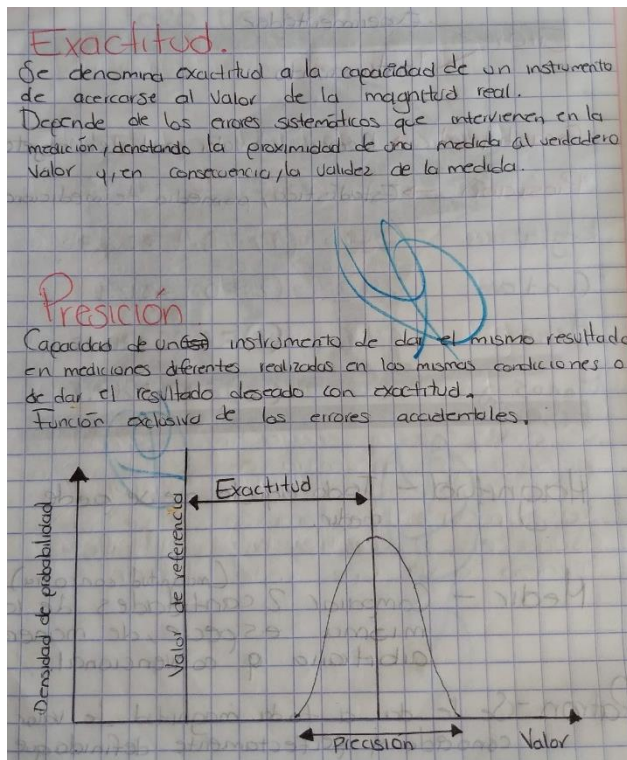 Exactitud.
Se denomina exactitud a la capacidad de un instrumento
de acercarse al valor de la magnitud real.
Depende de los errores sistemáticos que intervienen en la
medición, denotando la proximidad de una medida al verdadero
Valor y, en consecuencia, la validez de la medida.
Presición
Capacidad de un instrumento de dar el mismo resultado
en mediciones diferentes realizadas en las mismas condiciones o
de dar el resultado deseado con exactitud.
Función exclusiva de los errores accidentables.
Exactitud
Densidad de probabilidad
Valor de referencia
Precisión
Valor